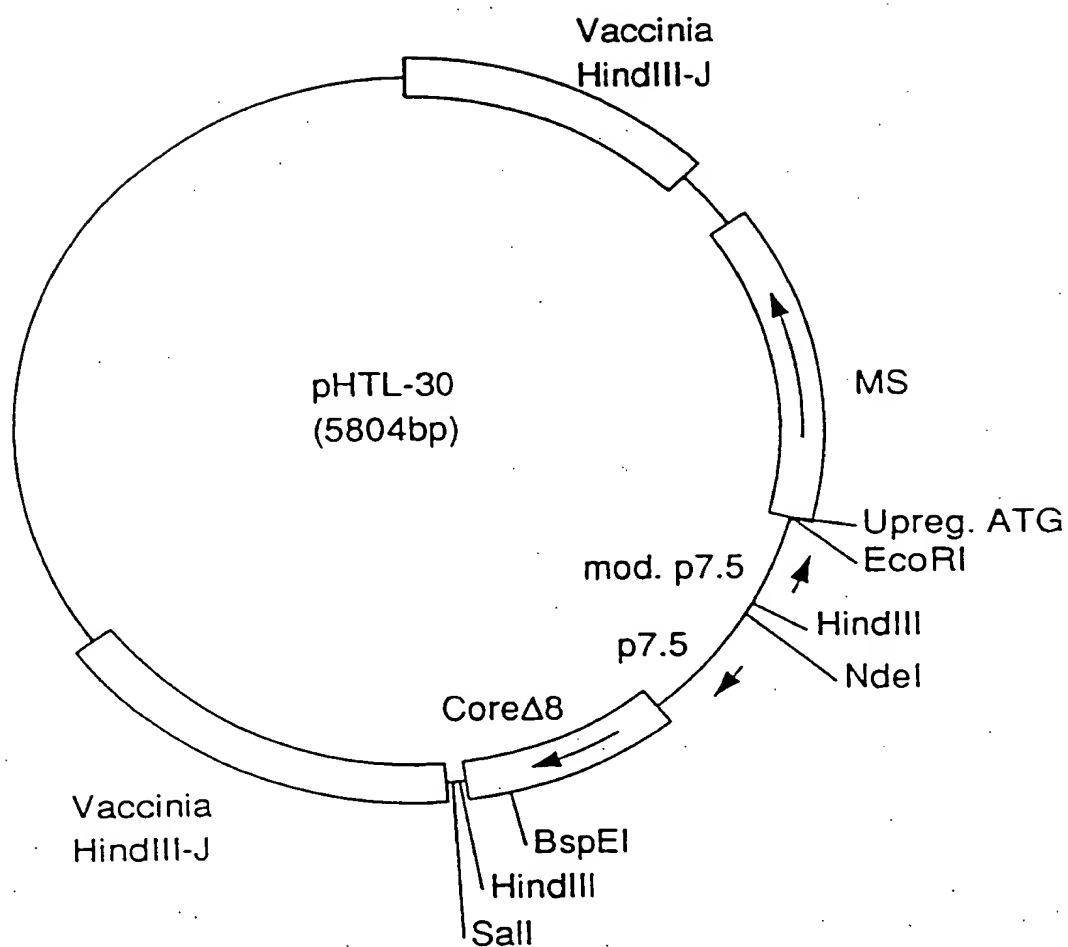 Vaccinia
HindIII-J
pHTL-30
(5804bp)
MS
Upreg. ATG
EcoRI
mod. p7.5
HindIII
p7.5
NdeI
CoreΔ8
Vaccinia
HindIII-J
BspEI
HindIII
SalI